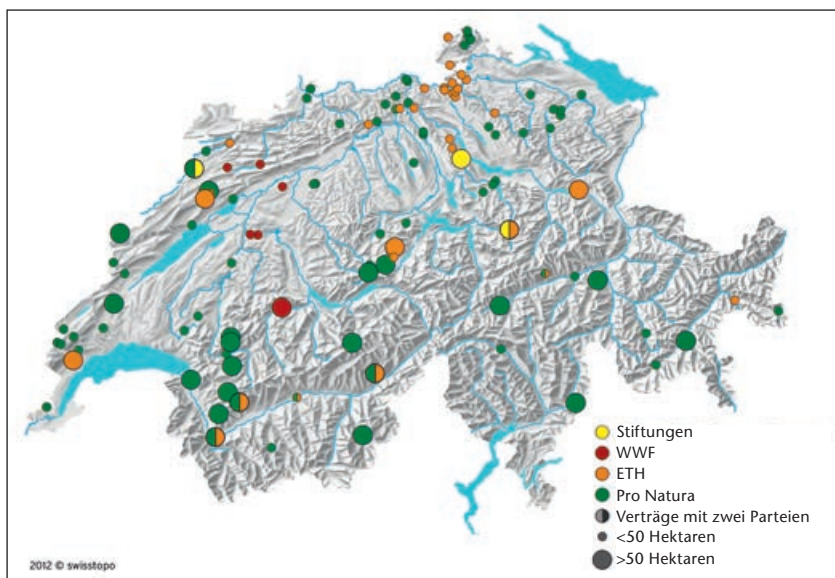 Stiftungen
WWF
ETH
Pro Natura
Verträge mit zwei Parteien
<50 Hektaren
>50 Hektaren
2012 © swisstopo